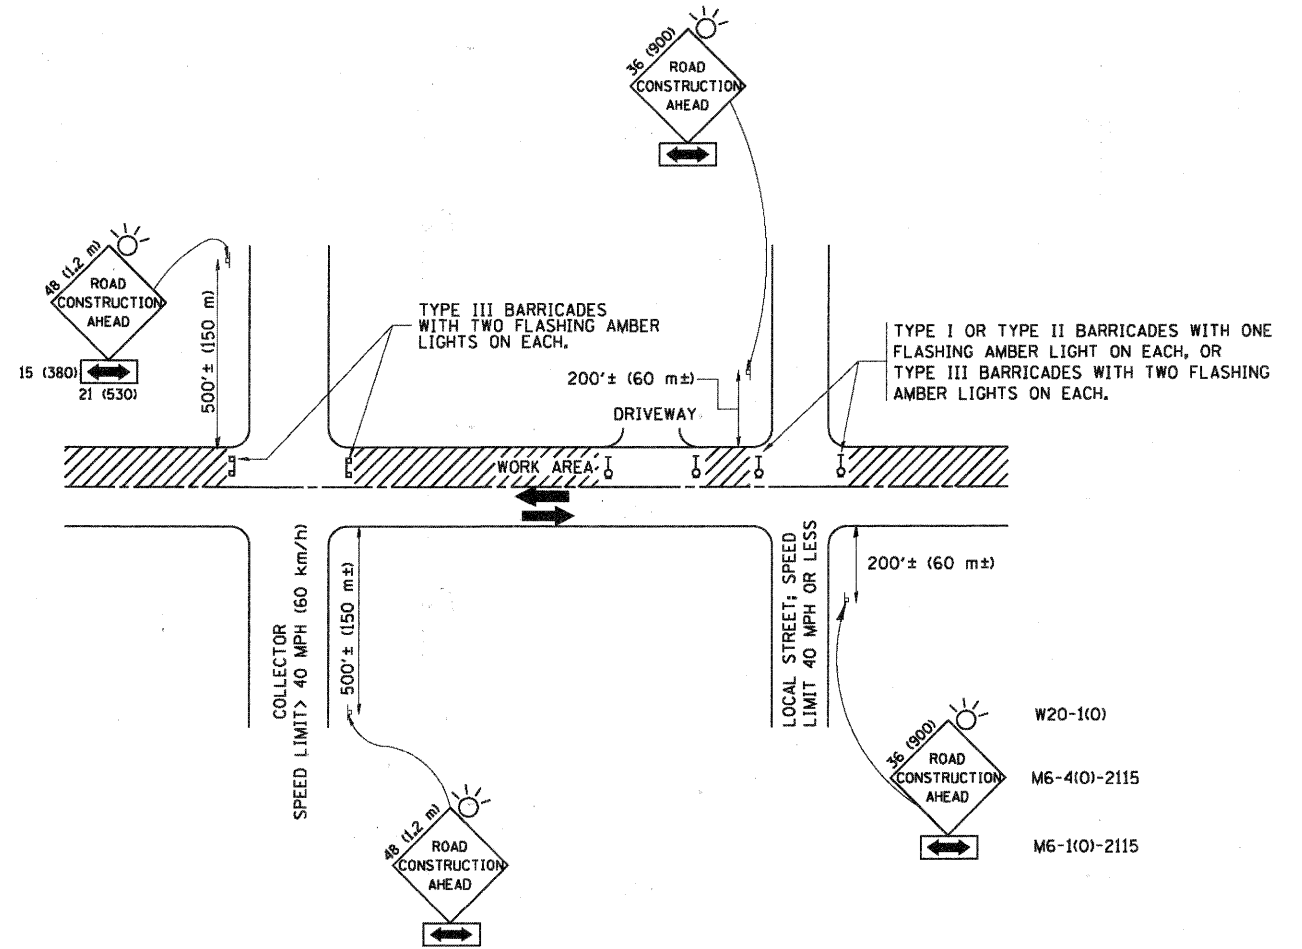 36 (900)
ROAD
CONSTRUCTION
AHEAD
48 (1.2 m)
ROAD
CONSTRUCTION
AHEAD
15 (380)
21 (530)
500'± (150 m)
TYPE III BARRICADES
WITH TWO FLASHING AMBER
LIGHTS ON EACH.
TYPE I OR TYPE II BARRICADES WITH ONE
FLASHING AMBER LIGHT ON EACH, OR
TYPE III BARRICADES WITH TWO FLASHING
AMBER LIGHTS ON EACH.
200'± (60 m±)
DRIVEWAY
WORK AREA
COLLECTOR
SPEED LIMIT> 40 MPH (60 km/h)
500'± (150 m±)
LOCAL STREET; SPEED
LIMIT 40 MPH OR LESS
200'± (60 m±)
36 (900)
ROAD
CONSTRUCTION
AHEAD
W20-1(O)
M6-4(O)-2115
M6-1(O)-2115
48 (1.2 m)
ROAD
CONSTRUCTION
AHEAD